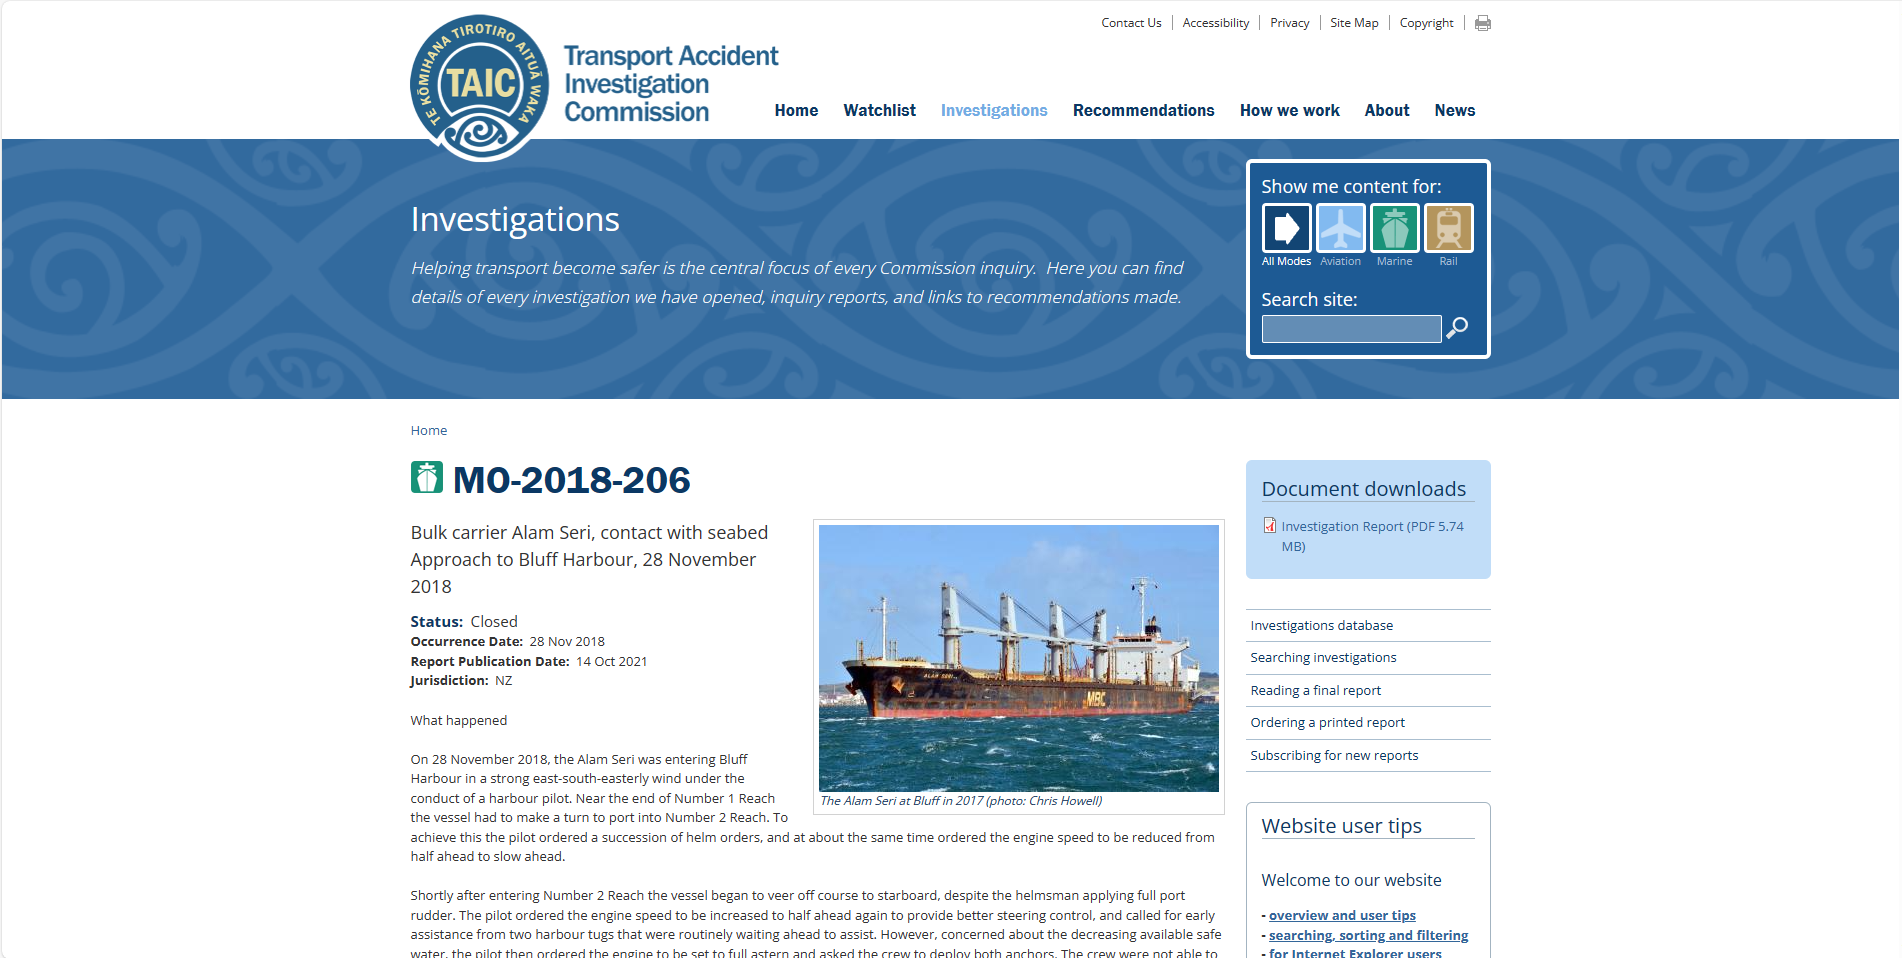 Contact Us
Accessibility
Privacy
Site Map
Copyright
TE KŌMIHANA TIROTIRO AITUĀ WAKA
TAIC
Transport Accident
Investigation
Commission
Home
Watchlist
Investigations
Recommendations
How we work
About
News
Investigations
Helping transport become safer is the central focus of every Commission inquiry. Here you can find
details of every investigation we have opened, inquiry reports, and links to recommendations made.
Show me content for:
All Modes
Aviation
Marine
Rail
Search site:
Home
MO-2018-206
Bulk carrier Alam Seri, contact with seabed
Approach to Bluff Harbour, 28 November
2018
Status: Closed
Occurrence Date: 28 Nov 2018
Report Publication Date: 14 Oct 2021
Jurisdiction: NZ
What happened
On 28 November 2018, the Alam Seri was entering Bluff
Harbour in a strong east-south-easterly wind under the
conduct of a harbour pilot. Near the end of Number 1 Reach
the vessel had to make a turn to port into Number 2 Reach. To
achieve this the pilot ordered a succession of helm orders, and at about the same time ordered the engine speed to be reduced from
half ahead to slow ahead.
Shortly after entering Number 2 Reach the vessel began to veer off course to starboard, despite the helmsman applying full port
rudder. The pilot ordered the engine speed to be increased to half ahead again to provide better steering control, and called for early
assistance from two harbour tugs that were routinely waiting ahead to assist. However, concerned about the decreasing available safe
water, the pilot then ordered the engine to be set to full astern and asked the crew to deploy both anchors. The crew were not able to
ALAM SERI
MBC
The Alam Seri at Bluff in 2017 (photo: Chris Howell)
Document downloads
Investigation Report (PDF 5.74
MB)
Investigations database
Searching investigations
Reading a final report
Ordering a printed report
Subscribing for new reports
Website user tips
Welcome to our website
- overview and user tips
- searching, sorting and filtering
- for Internet Explorer users